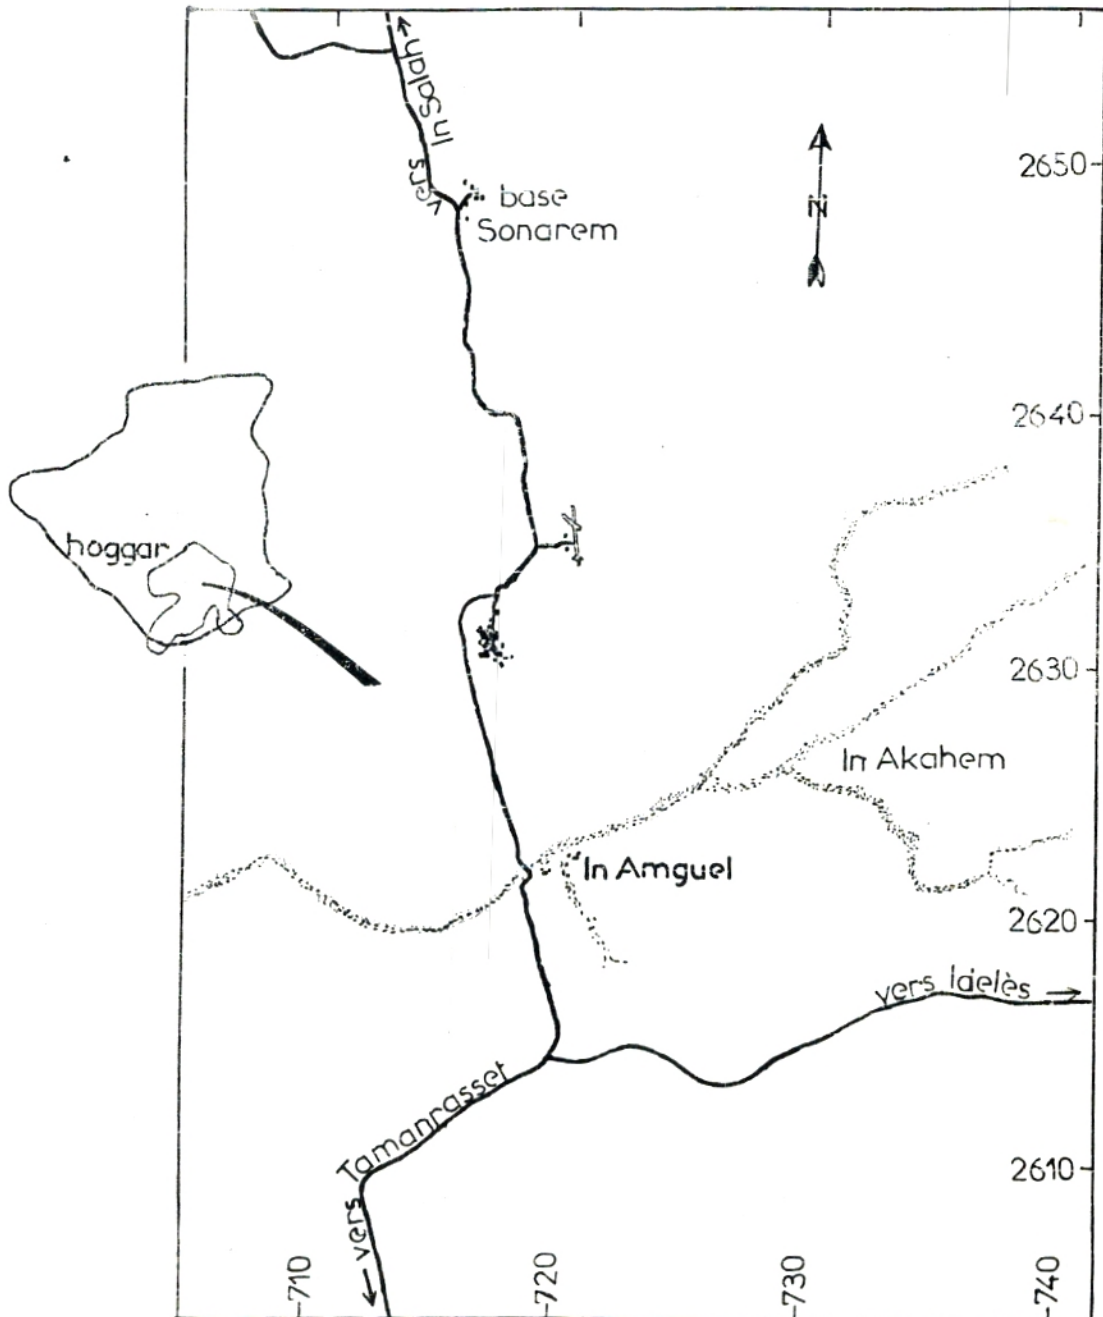 vers In Salah
base
Sonarem
N
2650
2640
hoggar
2630
In Akahem
In Amguel
2620
vers Idelès
vers Tamanrasset
2610
710
720
730
740